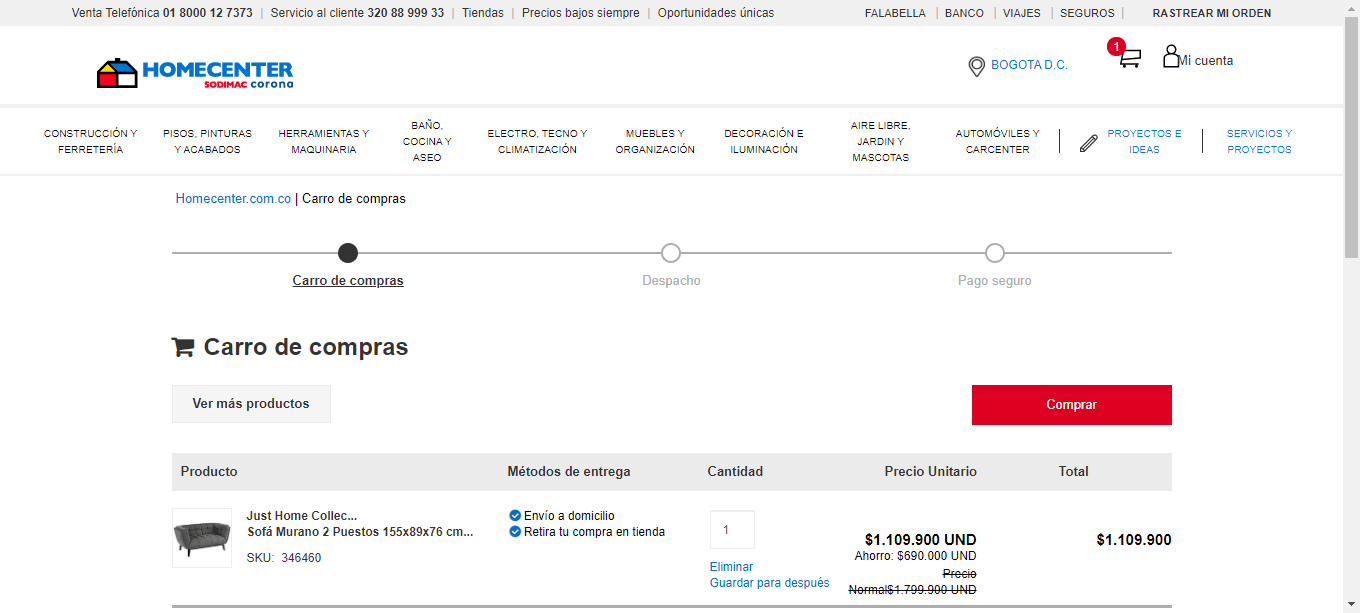 Venta Telefónica 01 8000 12 7373 | Servicio al cliente 320 88 999 33 | Tiendas | Precios bajos siempre | Oportunidades únicas
FALABELLA | BANCO | VIAJES | SEGUROS | RASTREAR MI ORDEN
HOMECENTER
SODIMAC corona
BOGOTA D.C.
1
Mi cuenta
CONSTRUCCIÓN Y
FERRETERÍA
PISOS, PINTURAS
Y ACABADOS
HERRAMIENTAS Y
MAQUINARIA
BAÑO,
COCINA Y
ASEO
ELECTRO, TECNO Y
CLIMATIZACIÓN
MUEBLES Y
ORGANIZACIÓN
DECORACIÓN E
ILUMINACIÓN
AIRE LIBRE,
JARDIN Y
MASCOTAS
AUTOMÓVILES Y
CARCENTER
PROYECTOS E
IDEAS
SERVICIOS Y
PROYECTOS
Homecenter.com.co | Carro de compras
Carro de compras
Despacho
Pago seguro
Carro de compras
Ver más productos
Comprar
Producto
Métodos de entrega
Cantidad
Precio Unitario
Total
Just Home Collec...
Sofá Murano 2 Puestos 155x89x76 cm...
SKU: 346460
Envío a domicilio
Retira tu compra en tienda
1
Eliminar
Guardar para después
$1.109.900 UND
Ahorro: $690.000 UND
Precio
Normal$1.799.900 UND
$1.109.900